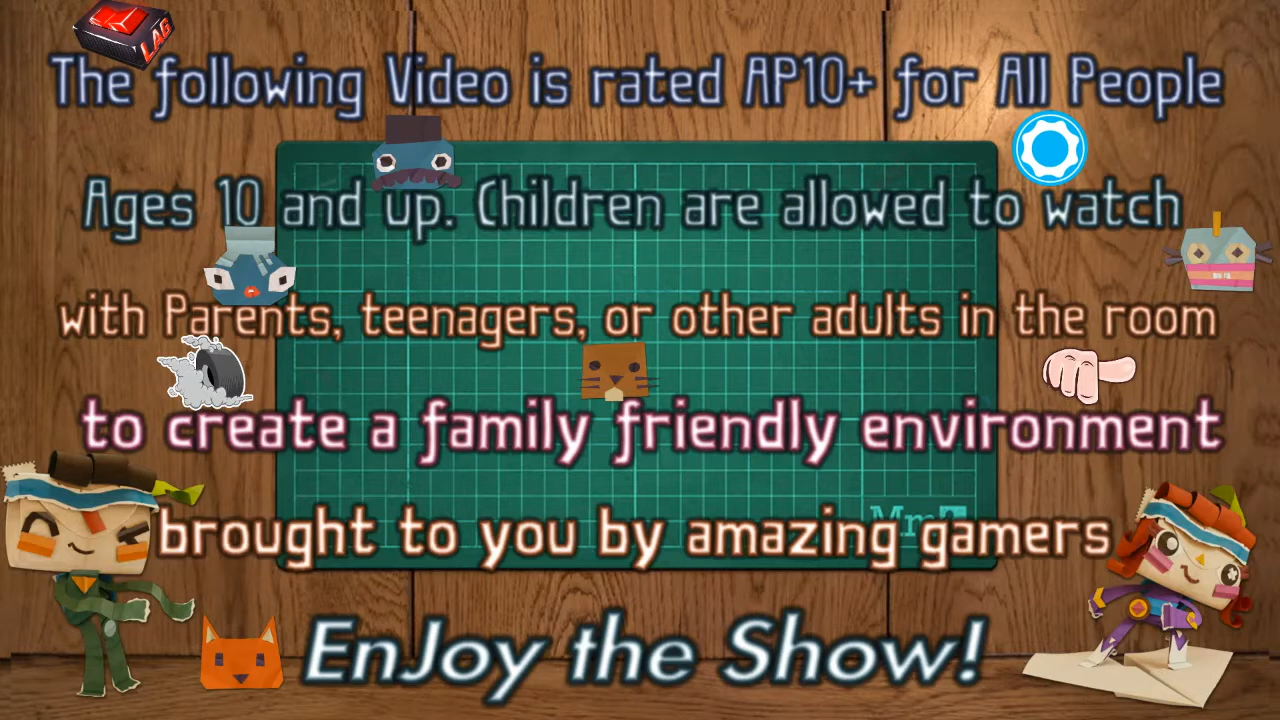 LAG
The following Video is rated AP10+ for All People
Ages 10 and up. Children are allowed to watch
with Parents, teenagers, or other adults in the room
to create a family friendly environment
brought to you by amazing gamers
EnJoy the Show!